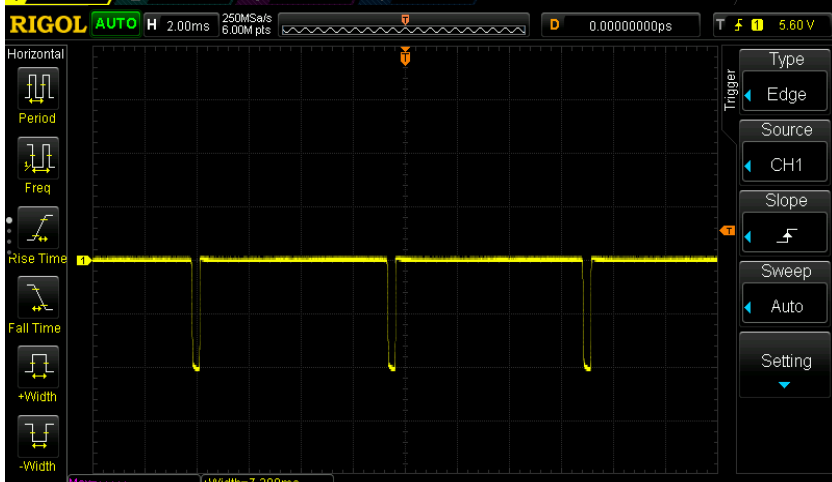 RIGOL AUTO H 2.00ms 250MSa/s 6.00M pts D 0.00000000ps T 1 5.60 V
Horizontal
Period
Freq
Rise Time
Fall Time
+Width
-Width
T
1
T
Trigger
Type
Edge
Source
CH1
Slope
Sweep
Auto
Setting